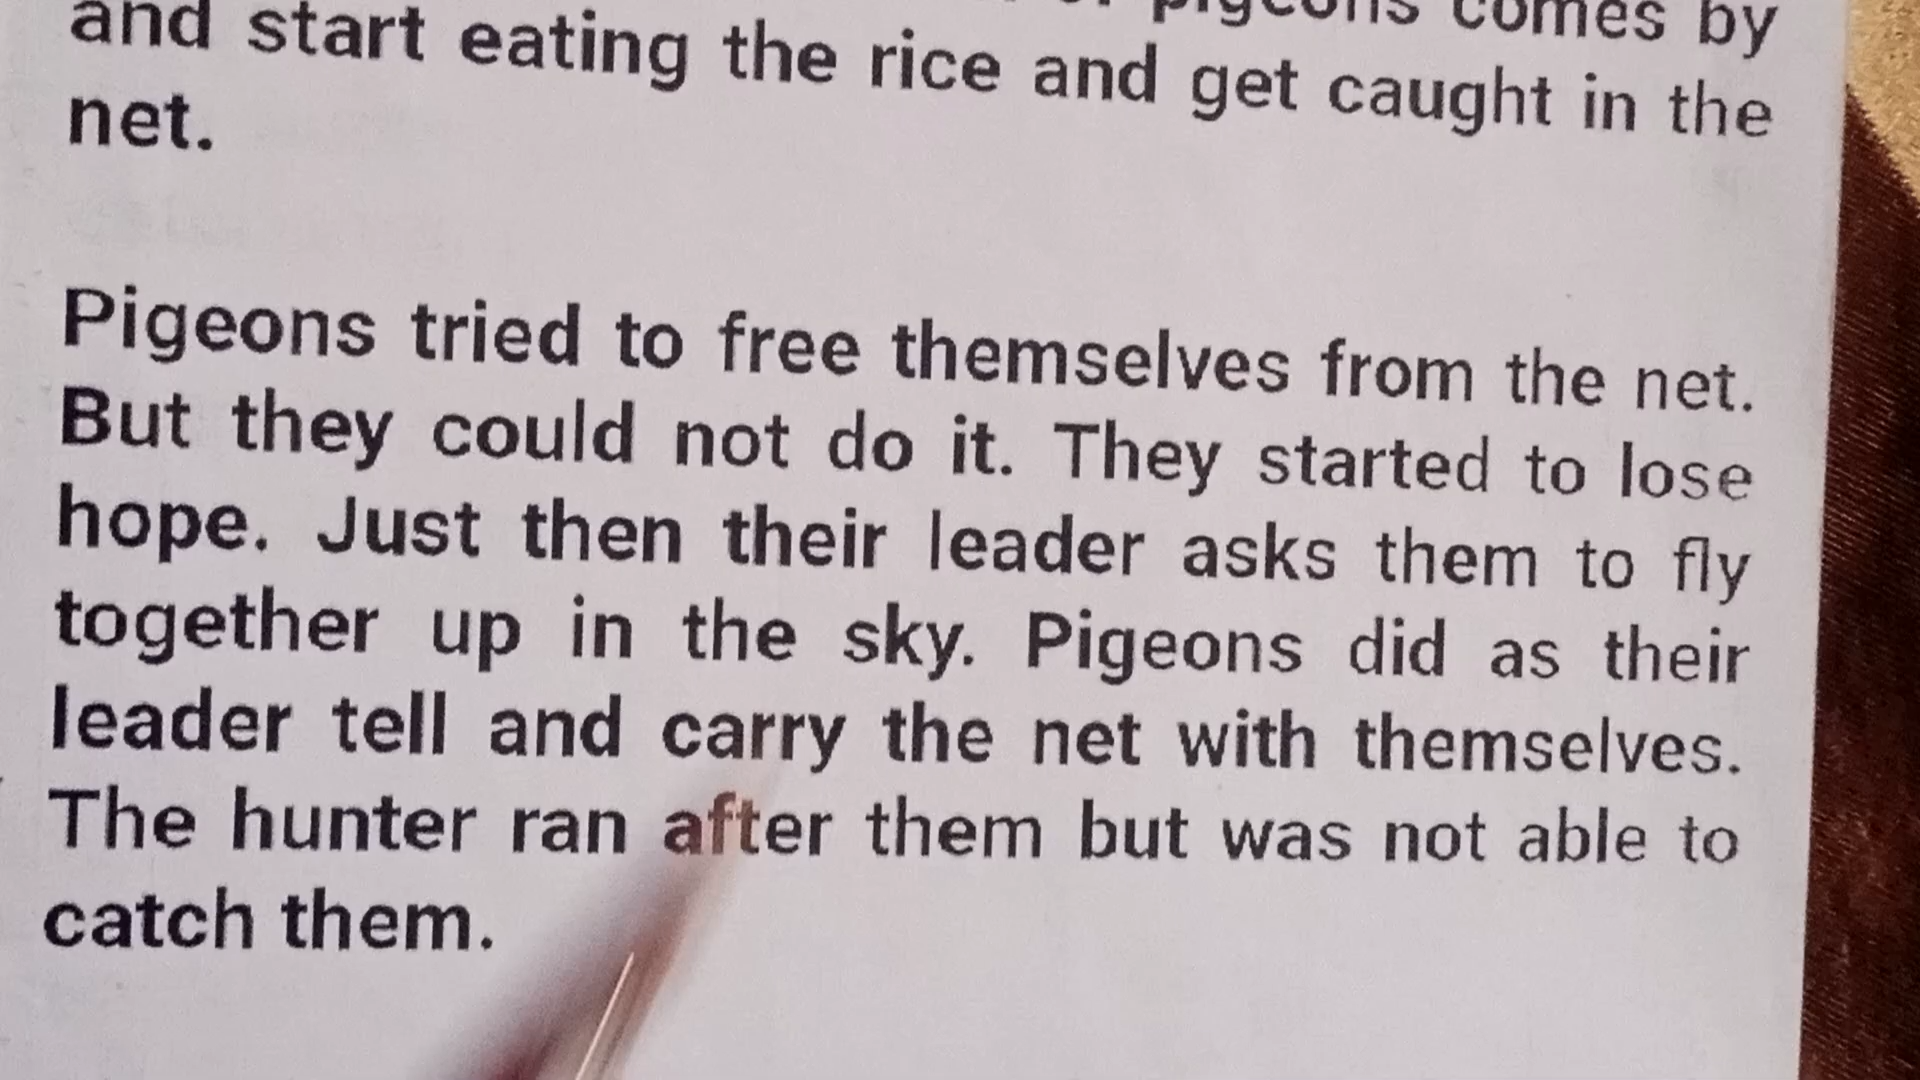 pigeons comes by
and start eating the rice and get caught in the
net.
Pigeons tried to free themselves from the net.
But they could not do it. They started to lose
hope. Just then their leader asks them to fly
together up in the sky. Pigeons did as their
leader tell and carry the net with themselves.
The hunter ran after them but was not able to
catch them.